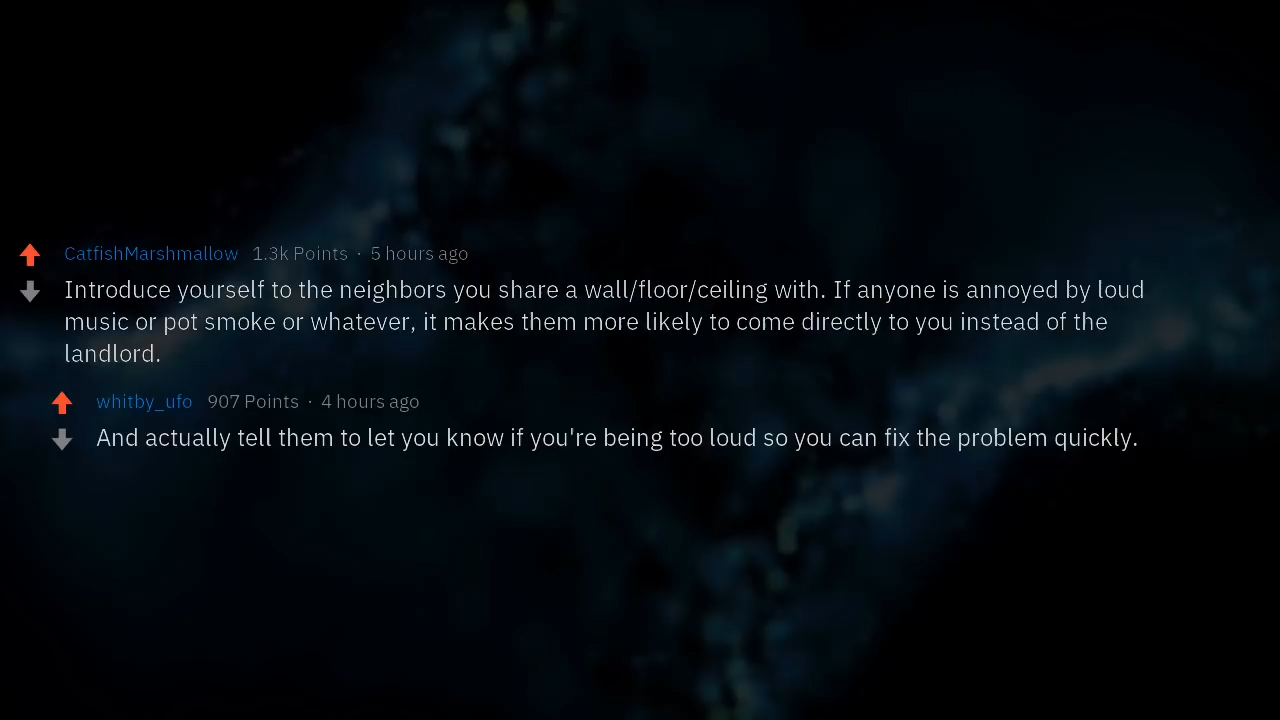 CatfishMarshmallow 1.3k Points · 5 hours ago
Introduce yourself to the neighbors you share a wall/floor/ceiling with. If anyone is annoyed by loud
music or pot smoke or whatever, it makes them more likely to come directly to you instead of the
landlord.
whitby_ufo 907 Points · 4 hours ago
And actually tell them to let you know if you're being too loud so you can fix the problem quickly.